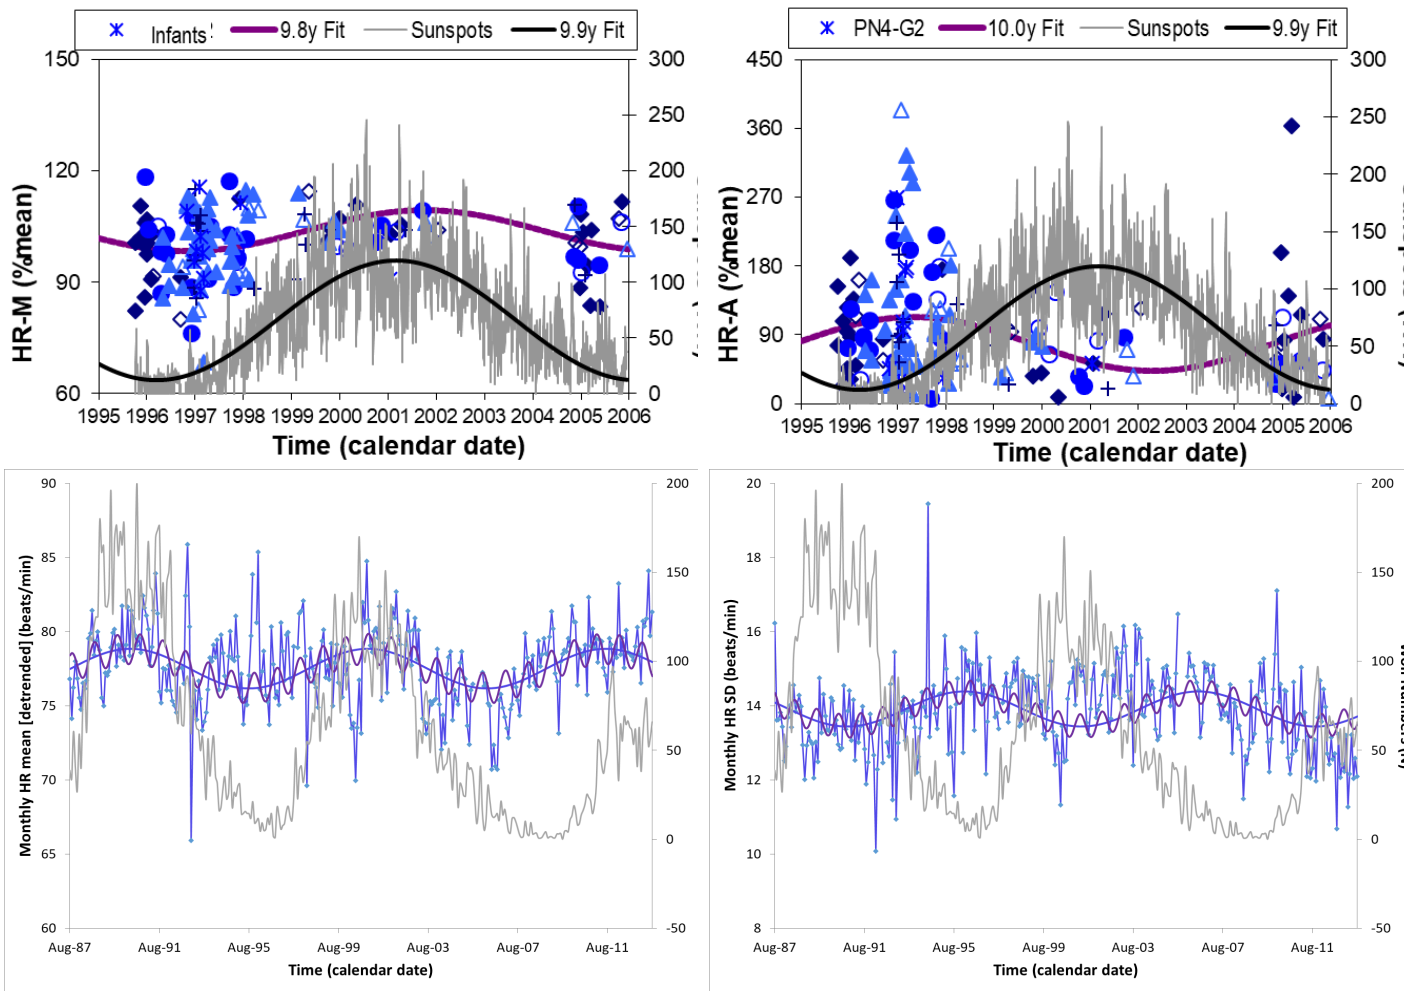 Infants 9.8y Fit Sunspots 9.9y Fit
150 120 90 60
HR-M (%mean)
300 250 200 150 100 50 0
1995 1996 1997 1998 1999 2000 2001 2002 2003 2004 2005 2006
Time (calendar date)
PN4-G2 10.0y Fit Sunspots 9.9y Fit
450 360 270 180 90 0
HR-A (%mean)
300 250 200 150 100 50 0
1995 1996 1997 1998 1999 2000 2001 2002 2003 2004 2005 2006
Time (calendar date)
90 85 80 75 70 65 60
Monthly HR mean [detrended] (beats/min)
200 150 100 50 0 -50
Aug-87 Aug-91 Aug-95 Aug-99 Aug-03 Aug-07 Aug-11
Time (calendar date)
20 18 16 14 12 10 8
Monthly HR SD (beats/min)
200 150 100 50 0 -50
Aug-87 Aug-91 Aug-95 Aug-99 Aug-03 Aug-07 Aug-11
Time (calendar date)